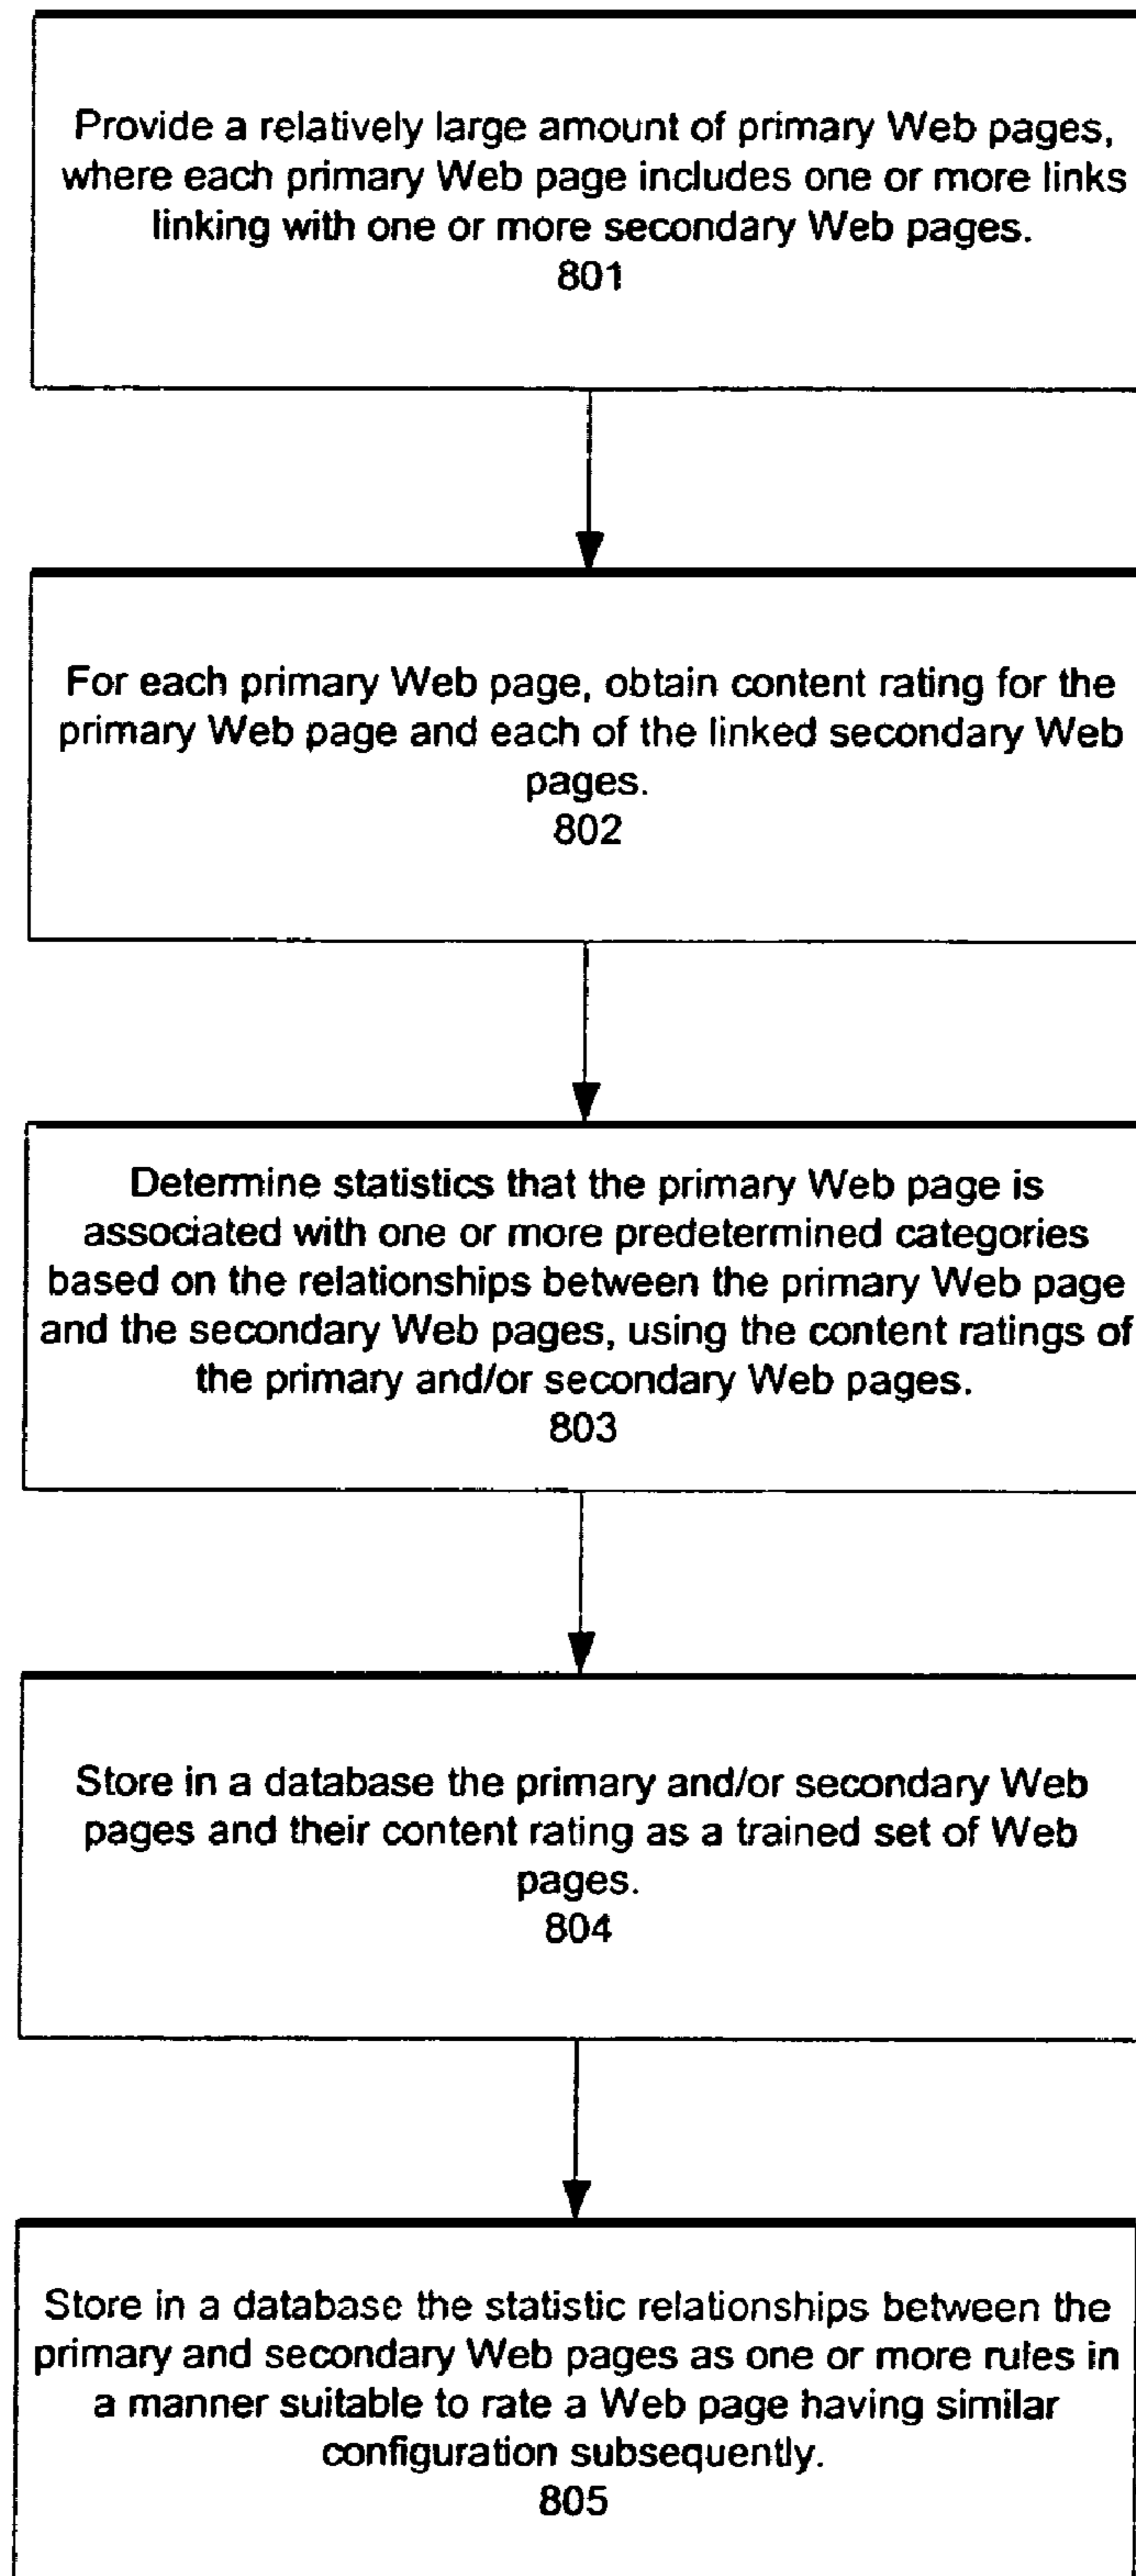 Provide a relatively large amount of primary Web pages,
where each primary Web page includes one or more links
linking with one or more secondary Web pages.
801
For each primary Web page, obtain content rating for the
primary Web page and each of the linked secondary Web
pages.
802
Determine statistics that the primary Web page is
associated with one or more predetermined categories
based on the relationships between the primary Web page
and the secondary Web pages, using the content ratings of
the primary and/or secondary Web pages.
803
Store in a database the primary and/or secondary Web
pages and their content rating as a trained set of Web
pages.
804
Store in a database the statistic relationships between the
primary and secondary Web pages as one or more rules in
a manner suitable to rate a Web page having similar
configuration subsequently.
805